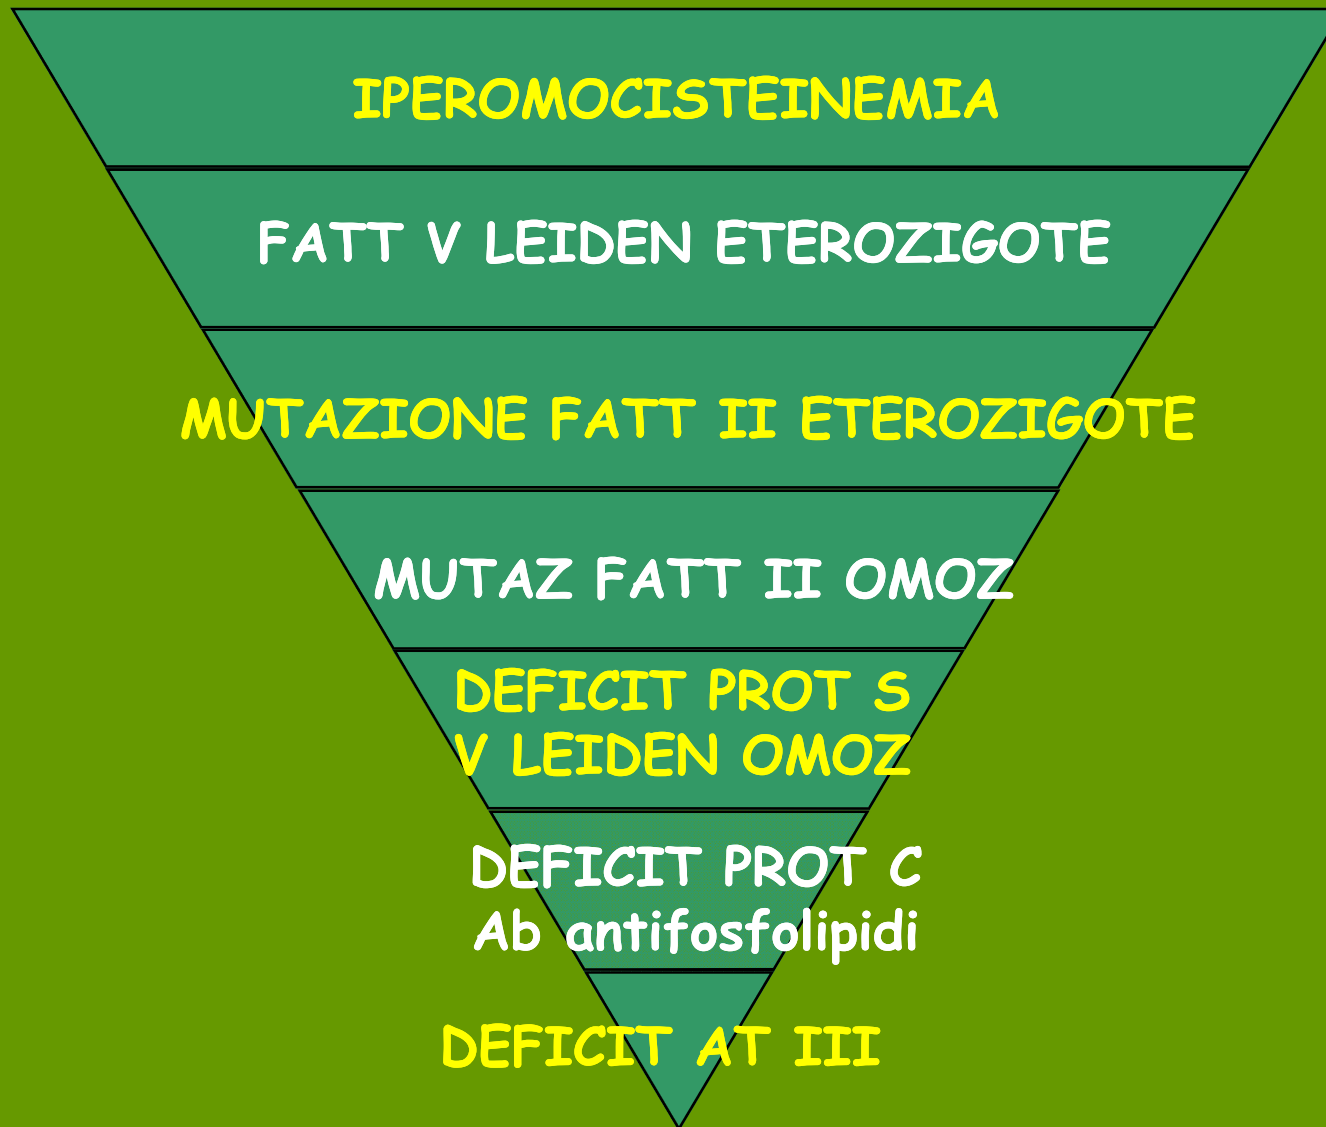 IPEROMOCISTEINEMIA
FATT V LEIDEN ETEROZIGOTE
MUTAZIONE FATT II ETEROZIGOTE
MUTAZ FATT II OMOZ
DEFICIT PROT S
V LEIDEN OMOZ
DEFICIT PROT C
Ab antifosfolipidi
DEFICIT AT III